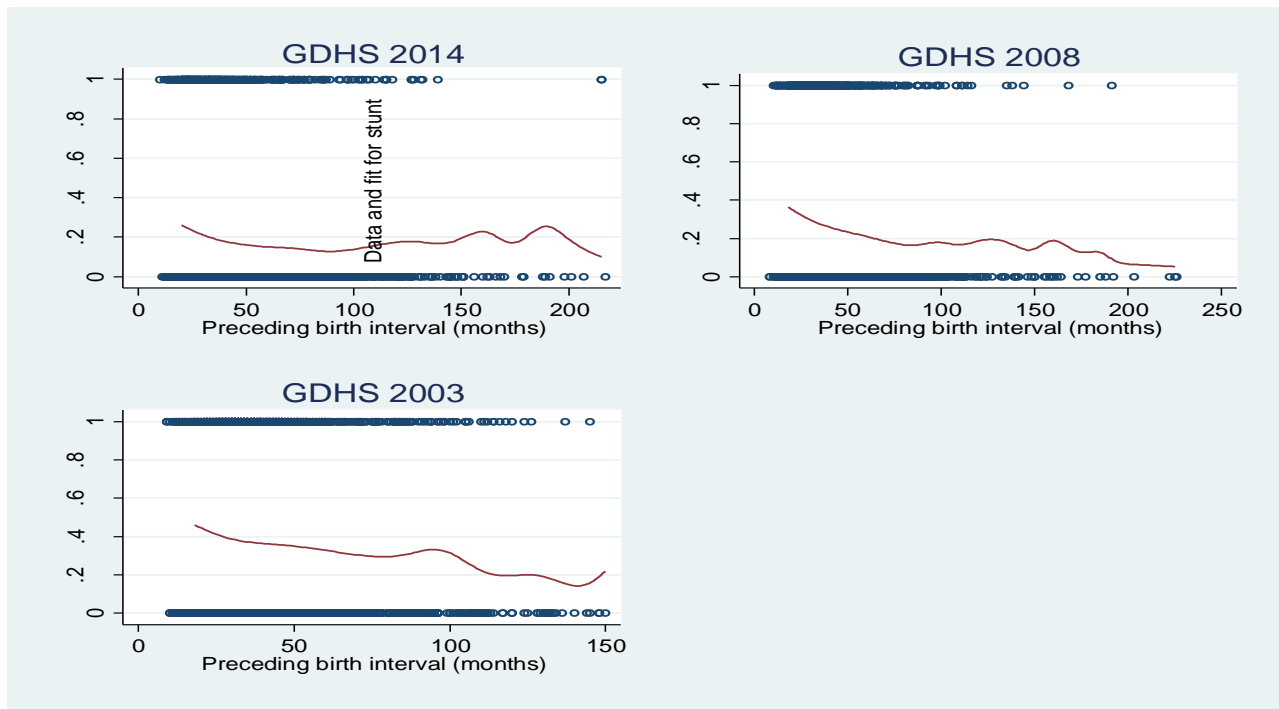 GDHS 2014
1
.8
.6
.4
.2
0
Data and fit for stunt
0 50 100 150 200
Preceding birth interval (months)
GDHS 2008
1
.8
.6
.4
.2
0
0 50 100 150 200 250
Preceding birth interval (months)
GDHS 2003
1
.8
.6
.4
.2
0
0 50 100 150
Preceding birth interval (months)